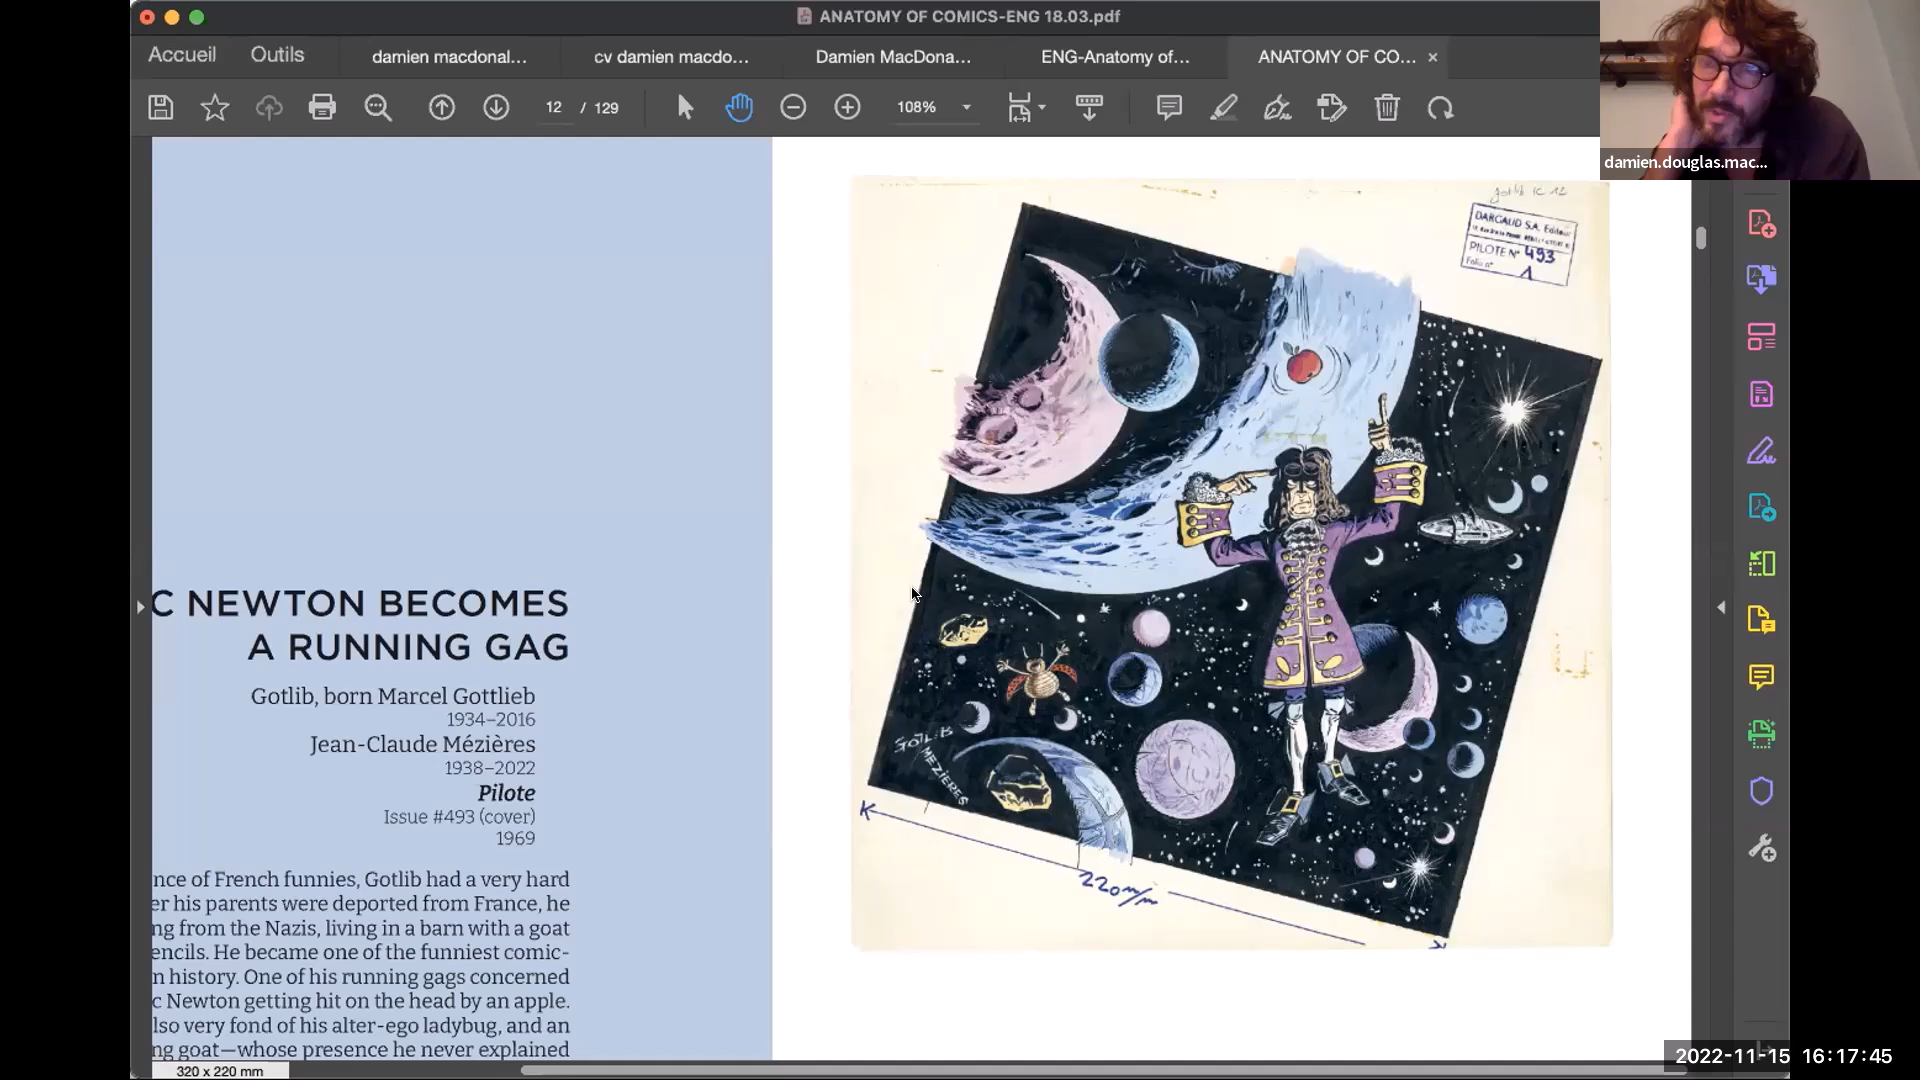 ANATOMY OF COMICS-ENG 18.03.pdf
Accueil
Outils
damien macdonal...
cv damien macdo...
Damien MacDona...
ENG-Anatomy of...
ANATOMY OF CO...
12 / 129
108%
damien.douglas.mac...
gotlib
DARGAUD S.A. Editeur
PILOTE N° 493
Folio n° 1
C NEWTON BECOMES
A RUNNING GAG
Gotlib, born Marcel Gottlieb
1934–2016
Jean-Claude Mézières
1938–2022
Pilote
Issue #493 (cover)
1969
nce of French funnies, Gotlib had a very hard
er his parents were deported from France, he
ng from the Nazis, living in a barn with a goat
encils. He became one of the funniest comic-
n history. One of his running gags concerned
c Newton getting hit on the head by an apple.
lso very fond of his alter-ego ladybug, and an
ng goat—whose presence he never explained
GOTLIB
MEZIERES
220 m/m
320 x 220 mm
2022-11-15 16:17:45